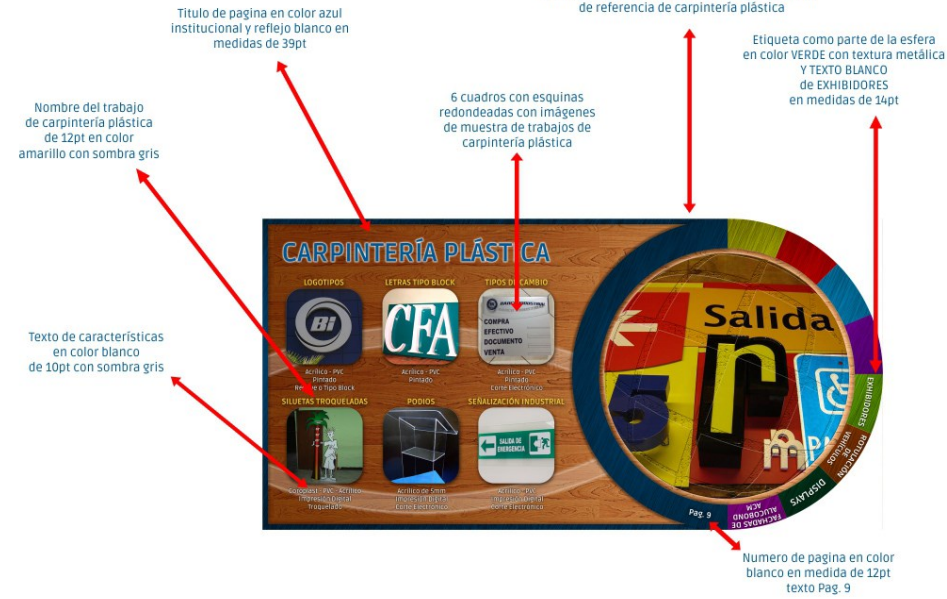 de referencia de carpintería plástica
Titulo de pagina en color azul
institucional y reflejo blanco en
medidas de 39pt
Etiqueta como parte de la esfera
en color VERDE con textura metálica
Y TEXTO BLANCO
de EXHIBIDORES
en medidas de 14pt
Nombre del trabajo
de carpintería plástica
de 12pt en color
amarillo con sombra gris
6 cuadros con esquinas
redondeadas con imágenes
de muestra de trabajos de
carpintería plástica
Texto de características
en color blanco
de 10pt con sombra gris
CARPINTERÍA PLÁSTICA
LOGOTIPOS
Bi
Acrílico - PVC
Pintado
Relieve o Tipo Block
LETRAS TIPO BLOCK
CFA
Acrílico - PVC
Pintado
TIPOS DE CAMBIO
COMPRA
EFECTIVO
DOCUMENTO
VENTA
Acrílico - PVC
Pintado
Corte Electrónico
SILUETAS TROQUELADAS
Coroplast - PVC - Acrílico
Impresión Digital
Troquelado
PODIOS
Acrílico de 5mm
Impresión Digital
Corte Electrónico
SEÑALIZACIÓN INDUSTRIAL
SALIDA DE
EMERGENCIA
Acrílico - PVC
Impresión Digital
Corte Electrónico
Salida
s
r
EXHIBIDORES
ROTULACIÓN
DE
VEHÍCULOS
DISPLAYS
FACHADAS DE
ALUCOBOND
ACM
Pag. 9
Numero de pagina en color
blanco en medida de 12pt
texto Pag. 9